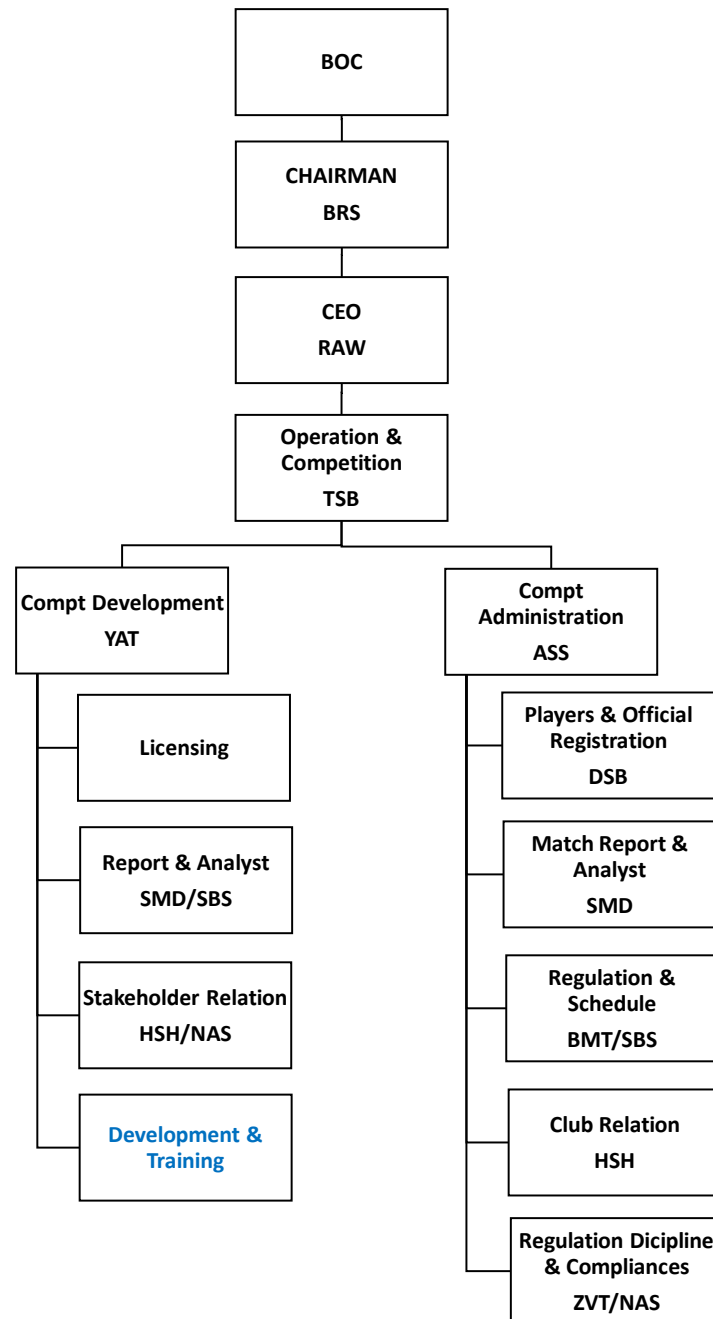 BOC
CHAIRMAN
BRS
CEO
RAW
Operation &
Competition
TSB
Compt Development
YAT
Licensing
Report & Analyst
SMD/SBS
Stakeholder Relation
HSH/NAS
Development &
Training
Compt
Administration
ASS
Players & Official
Registration
DSB
Match Report &
Analyst
SMD
Regulation &
Schedule
BMT/SBS
Club Relation
HSH
Regulation Dicipline
& Compliances
ZVT/NAS